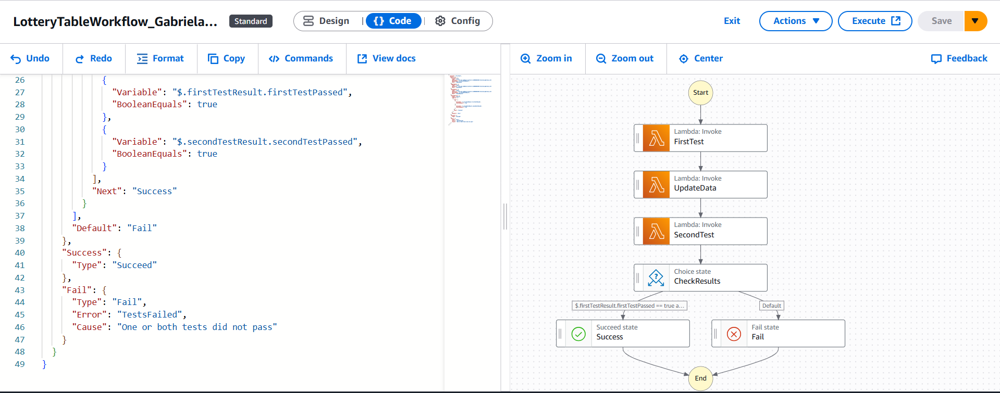 LotteryTableWorkflow_Gabriela...
Standard
Design
{} Code
Config
Exit
Actions
Execute
Save
Undo
Redo
Format
Copy
Commands
View docs
Zoom in
Zoom out
Center
Feedback
26 {
27 "Variable": "$.firstTestResult.firstTestPassed",
28 "BooleanEquals": true
29 },
30 {
31 "Variable": "$.secondTestResult.secondTestPassed",
32 "BooleanEquals": true
33 }
34 ],
35 "Next": "Success"
36 }
37 ],
38 "Default": "Fail"
39 },
40 "Success": {
41 "Type": "Succeed"
42 },
43 "Fail": {
44 "Type": "Fail",
45 "Error": "TestsFailed",
46 "Cause": "One or both tests did not pass"
47 }
48 }
49 }
Start
Lambda: Invoke
FirstTest
Lambda: Invoke
UpdateData
Lambda: Invoke
SecondTest
Choice state
CheckResults
$.firstTestResult.firstTestPassed == true a...
Default
Succeed state
Success
Fail state
Fail
End